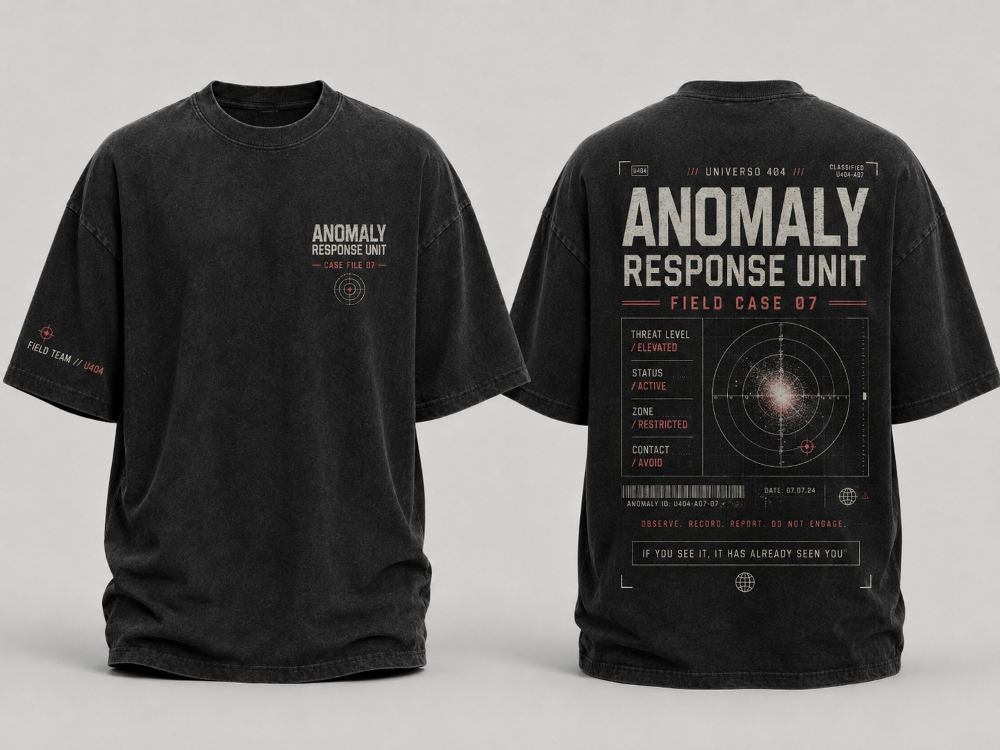 ANOMALY
RESPONSE UNIT
CASE FILE 07
FIELD TEAM // U404
U404
/// UNIVERSO 404 ///
CLASSIFIED
U404-A07
ANOMALY
RESPONSE UNIT
FIELD CASE 07
THREAT LEVEL
/ ELEVATED
STATUS
/ ACTIVE
ZONE
/ RESTRICTED
CONTACT
/ AVOID
DATE: 07.07.24
ANOMALY ID: U404-A07-07
OBSERVE. RECORD. REPORT. DO NOT ENGAGE.
IF YOU SEE IT, IT HAS ALREADY SEEN YOU"